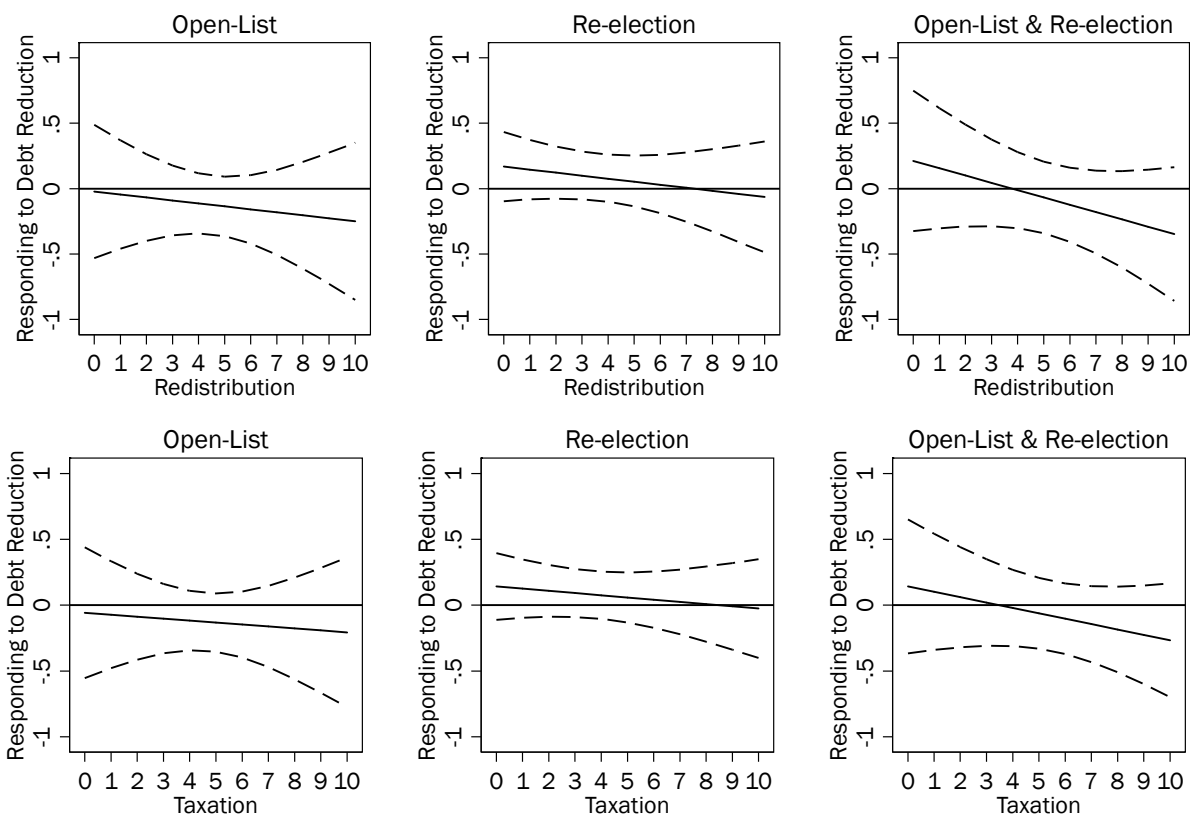 Open-List
Re-election
Open-List & Re-election
Responding to Debt Reduction
1
.5
0
-.5
-1
0 1 2 3 4 5 6 7 8 9 10
Redistribution
Responding to Debt Reduction
1
.5
0
-.5
-1
0 1 2 3 4 5 6 7 8 9 10
Redistribution
Responding to Debt Reduction
1
.5
0
-.5
-1
0 1 2 3 4 5 6 7 8 9 10
Redistribution
Open-List
Re-election
Open-List & Re-election
Responding to Debt Reduction
1
.5
0
-.5
-1
0 1 2 3 4 5 6 7 8 9 10
Taxation
Responding to Debt Reduction
1
.5
0
-.5
-1
0 1 2 3 4 5 6 7 8 9 10
Taxation
Responding to Debt Reduction
1
.5
0
-.5
-1
0 1 2 3 4 5 6 7 8 9 10
Taxation